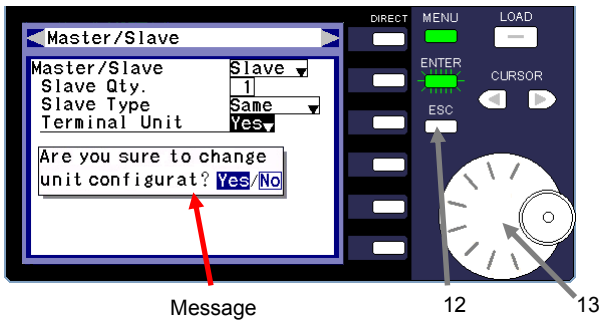 DIRECT
MENU
LOAD
Master/Slave
Master/Slave Slave
Slave Qty. 1
Slave Type Same
Terminal Unit Yes
ENTER
CURSOR
ESC
Are you sure to change
unit configurat? Yes/No
Message
12
13